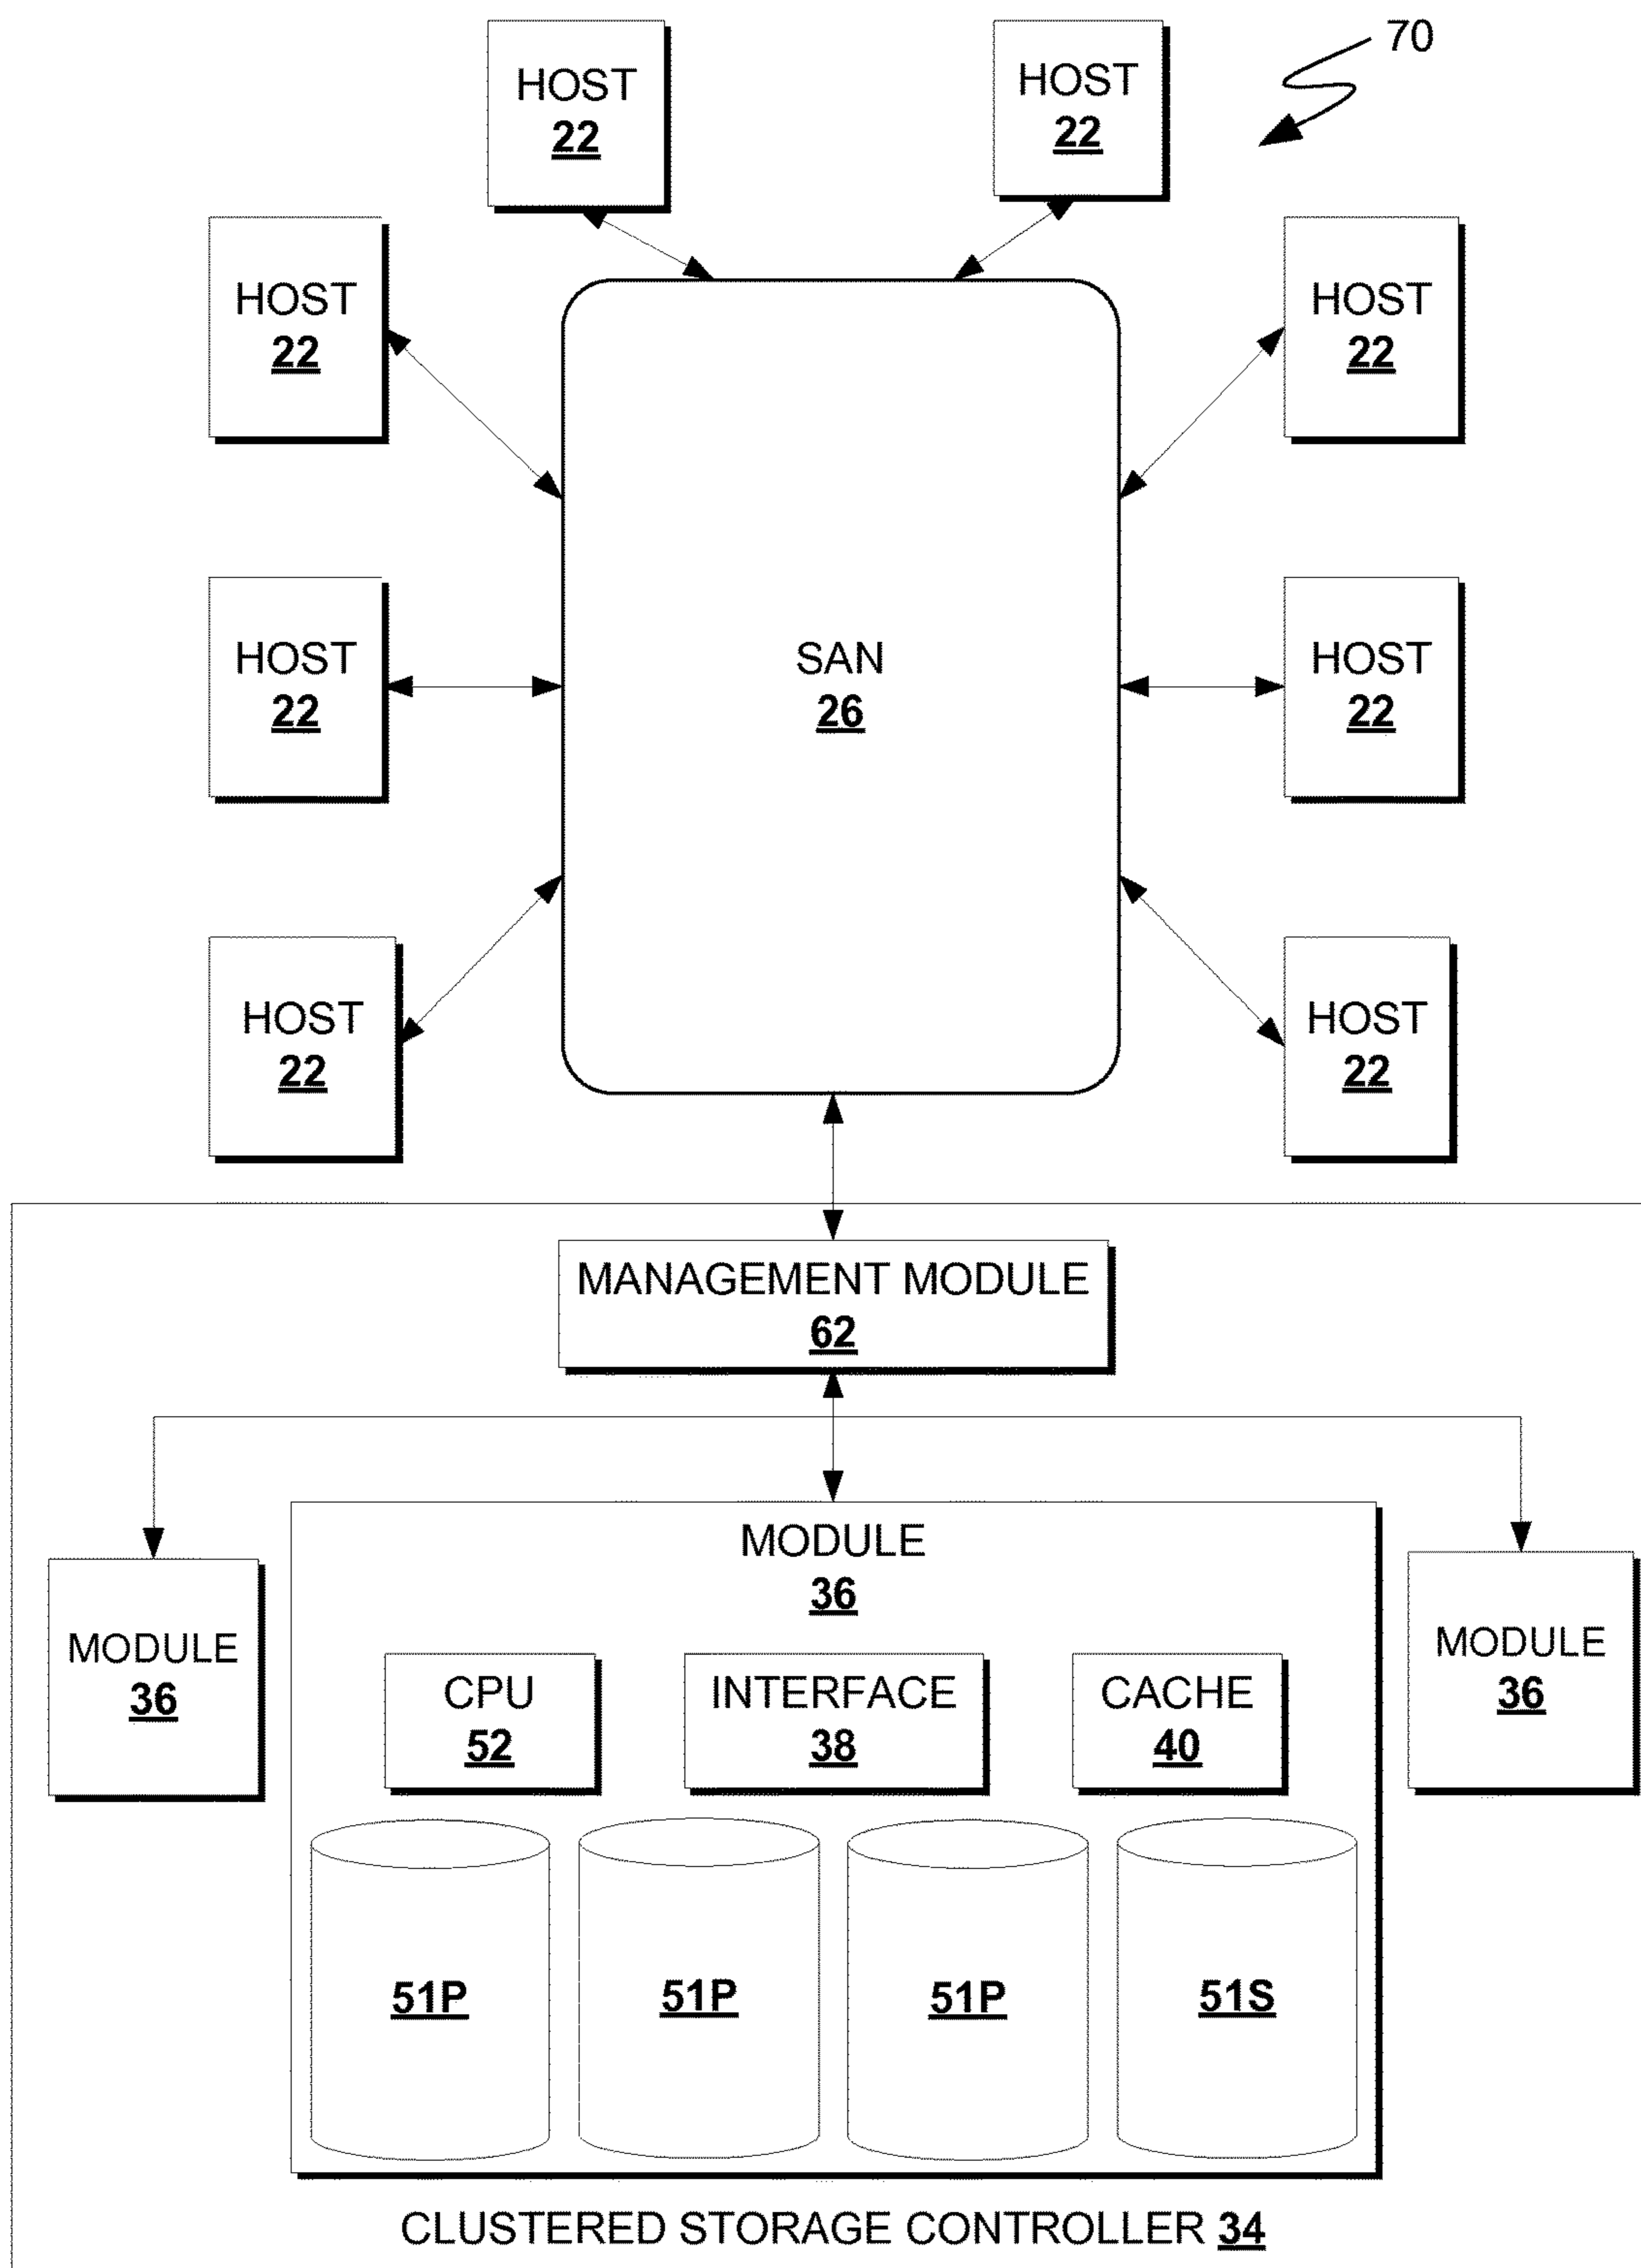 70
HOST
22
HOST
22
HOST
22
HOST
22
HOST
22
SAN
26
HOST
22
HOST
22
HOST
22
MANAGEMENT MODULE
62
MODULE
36
MODULE
36
MODULE
36
CPU
52
INTERFACE
38
CACHE
40
51P
51P
51P
51S
CLUSTERED STORAGE CONTROLLER 34